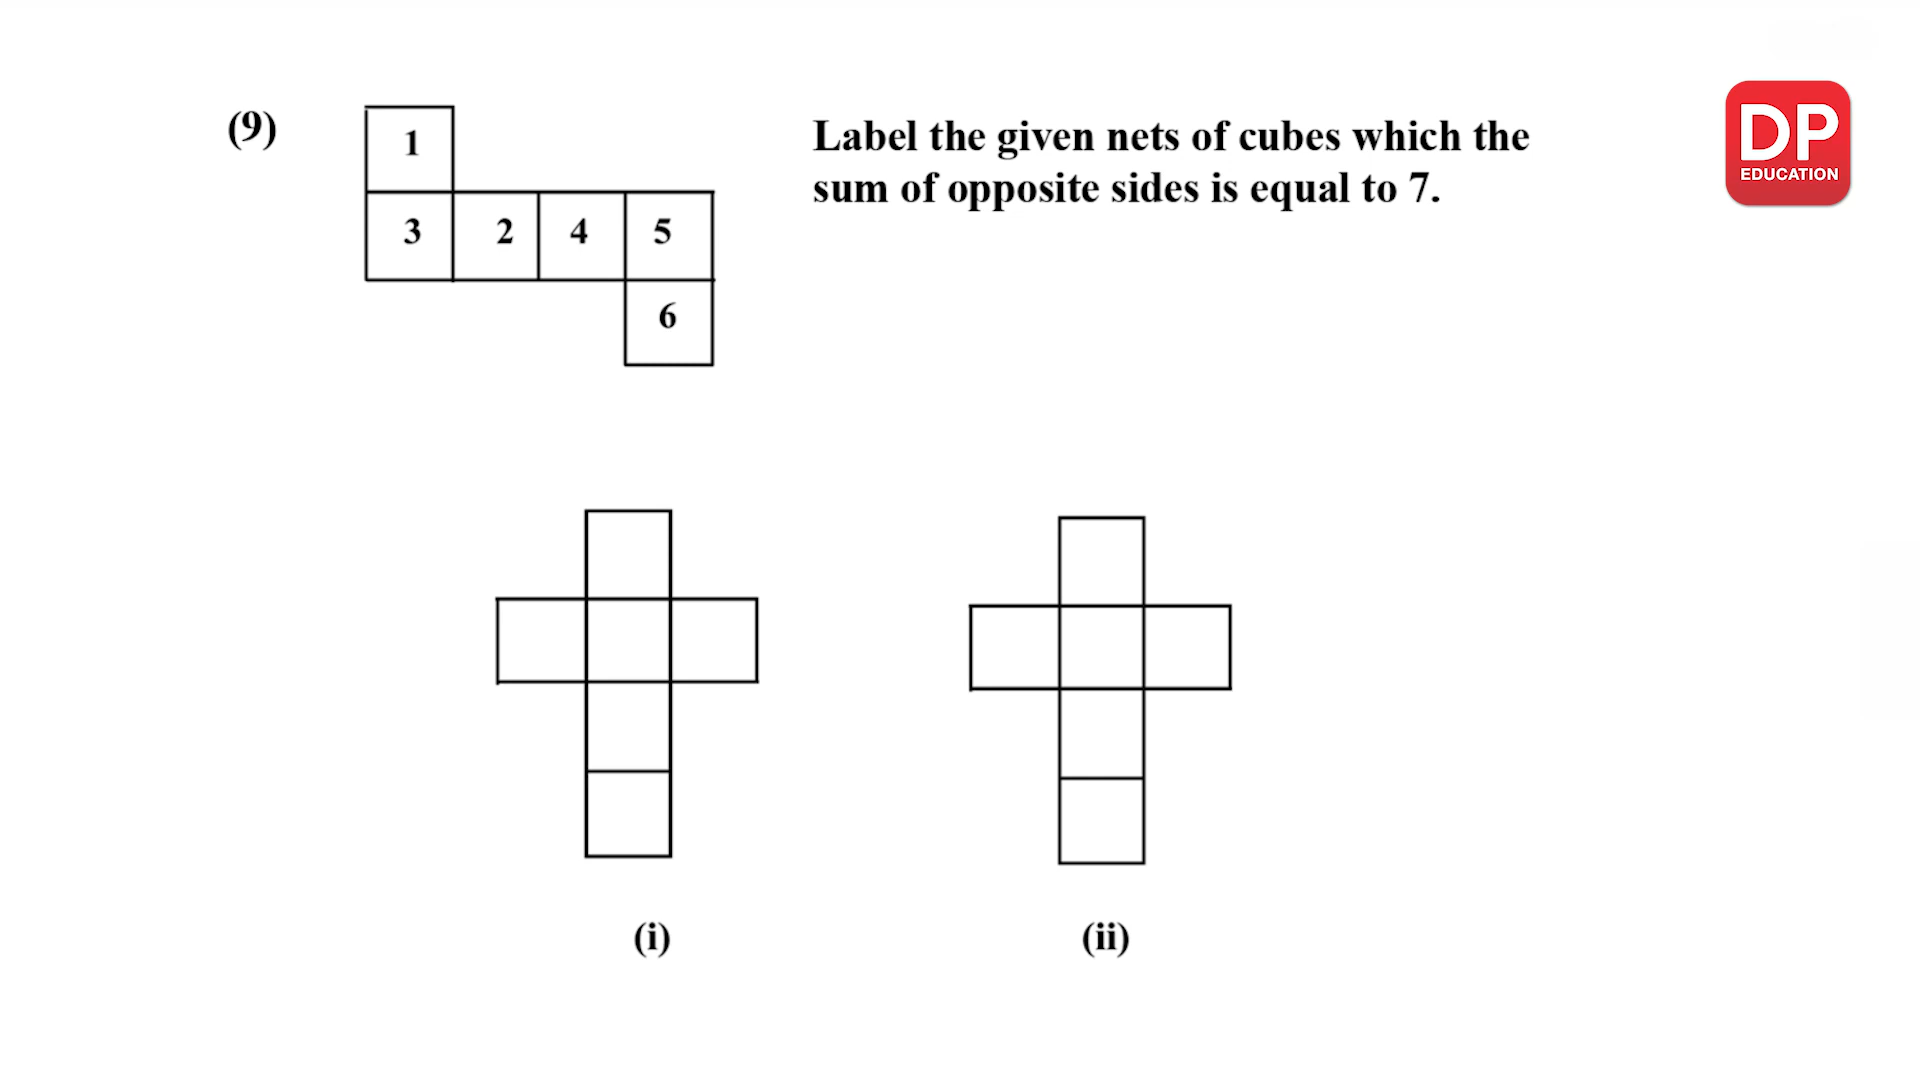 (9)
1
3 2 4 5
6
Label the given nets of cubes which the
sum of opposite sides is equal to 7.
DP
EDUCATION
(i)
(ii)